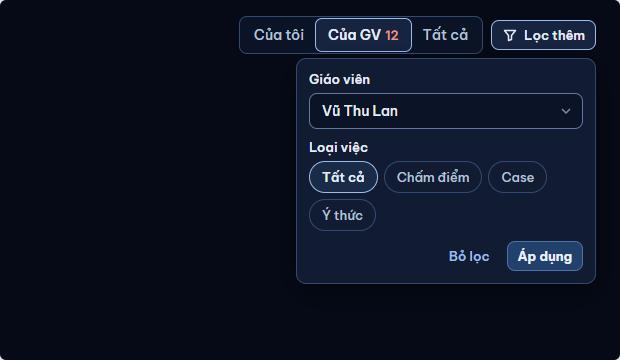 Của tôi Của GV 12 Tất cả Lọc thêm
Giáo viên
Vũ Thu Lan
Loại việc
Tất cả Chấm điểm Case
Ý thức
Bỏ lọc Áp dụng